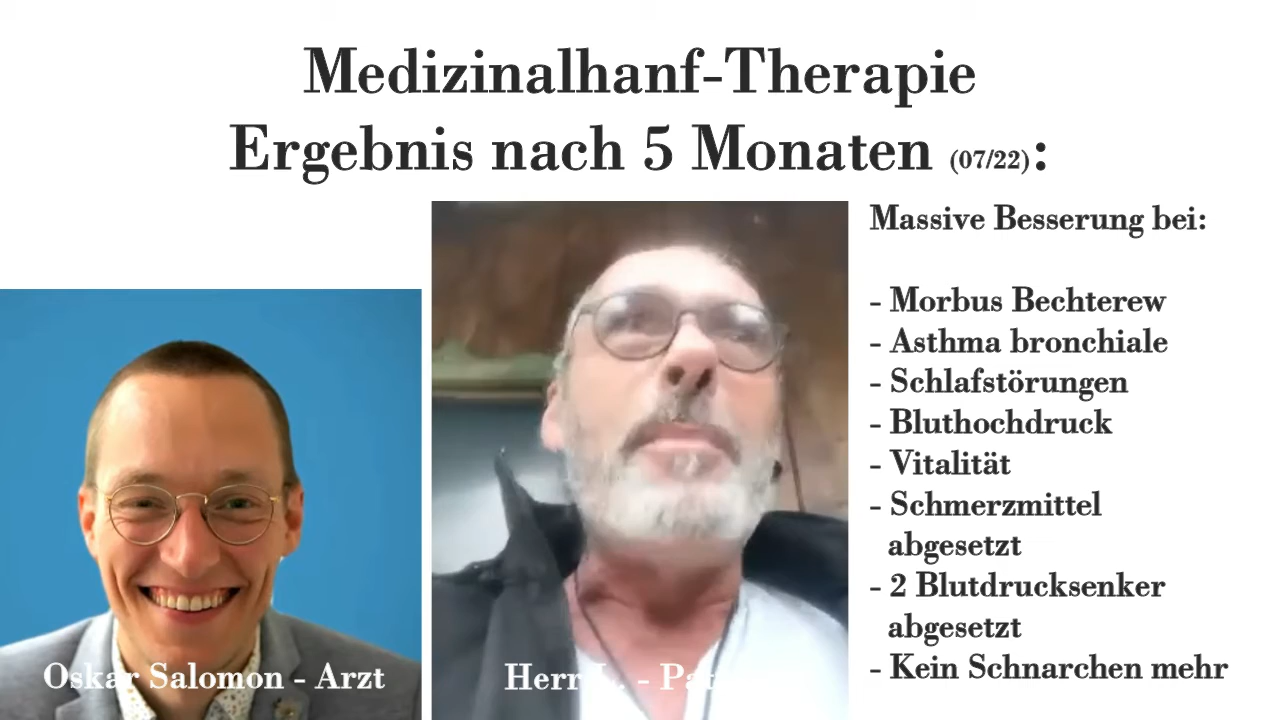 Medizinalhanf-Therapie
Ergebnis nach 5 Monaten (07/22):
Massive Besserung bei:
- Morbus Bechterew
- Asthma bronchiale
- Schlafstörungen
- Bluthochdruck
- Vitalität
- Schmerzmittel
abgesetzt
- 2 Blutdrucksenker
abgesetzt
- Kein Schnarchen mehr
Oskar Salomon - Arzt
Herr L. -